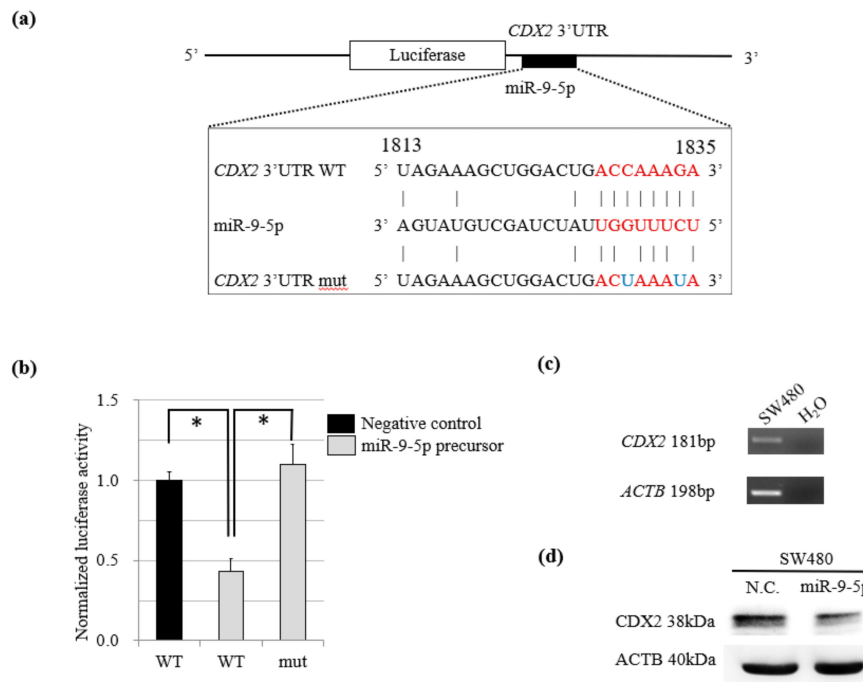 (a)
CDX2 3’UTR
5’ Luciferase 3’
miR-9-5p
1813 1835
CDX2 3’UTR WT 5’ UAGAAAGCUGGACUGACCAAAGA 3’
miR-9-5p 3’ AGUAUGUCGAUCUAUUGGUUUCU 5’
CDX2 3’UTR mut 5’ UAGAAAGCUGGACUGACUAAAUA 3’
(b)
Normalized luciferase activity
1.5
1.0
0.5
0.0
* *
Negative control
miR-9-5p precursor
WT WT mut
(c)
SW480 H₂O
CDX2 181bp
ACTB 198bp
(d)
SW480
N.C. miR-9-5p
CDX2 38kDa
ACTB 40kDa